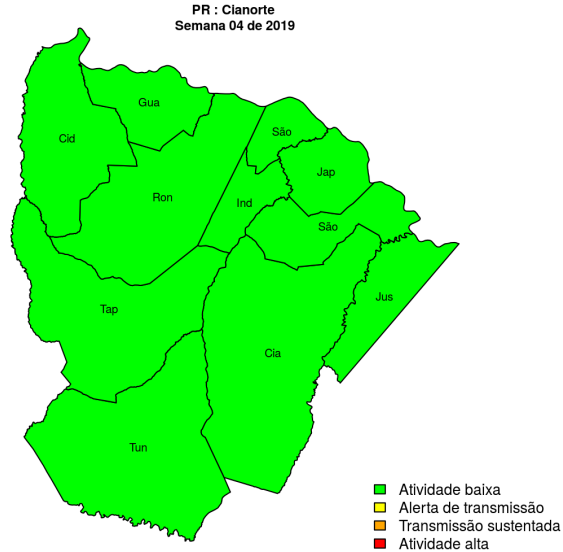 PR : Cianorte
Semana 04 de 2019
Gua
Cid
São
Jap
Ron
Ind
São
Jus
Tap
Cia
Tun
Atividade baixa
Alerta de transmissão
Transmissão sustentada
Atividade alta